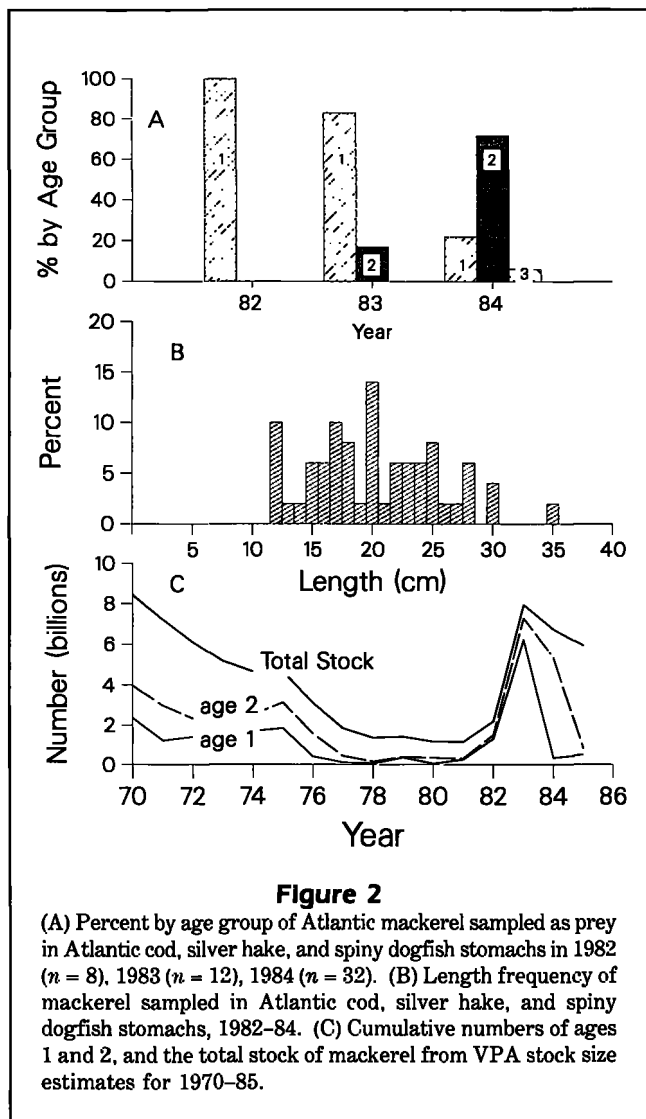 100
80
60
40
20
0
% by Age Group
A
1
1
2
1
2
3
82
83
84
Year
20
15
10
5
0
Percent
B
5
10
15
20
25
30
35
40
Length (cm)
10
8
6
4
2
0
Number (billions)
C
Total Stock
age 2
age 1
70
72
74
76
78
80
82
84
86
Year
Figure 2
(A) Percent by age group of Atlantic mackerel sampled as prey
in Atlantic cod, silver hake, and spiny dogfish stomachs in 1982
(n = 8), 1983 (n = 12), 1984 (n = 32). (B) Length frequency of
mackerel sampled in Atlantic cod, silver hake, and spiny
dogfish stomachs, 1982–84. (C) Cumulative numbers of ages
1 and 2, and the total stock of mackerel from VPA stock size
estimates for 1970–85.